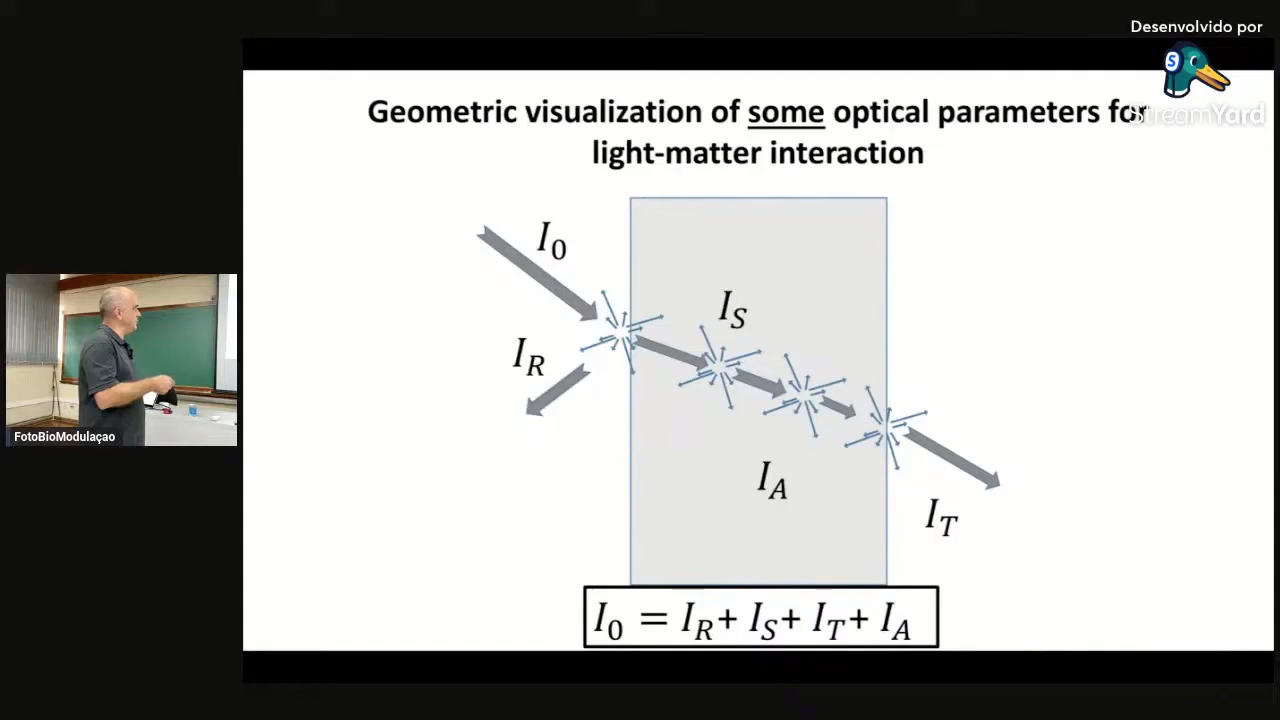 Desenvolvido por
S
StreamYard
Geometric visualization of some optical parameters for
light-matter interaction
I₀
I_S
I_R
I_A
I_T
I₀ = I_R+ I_S+ I_T+ I_A
FotoBioModulaçao